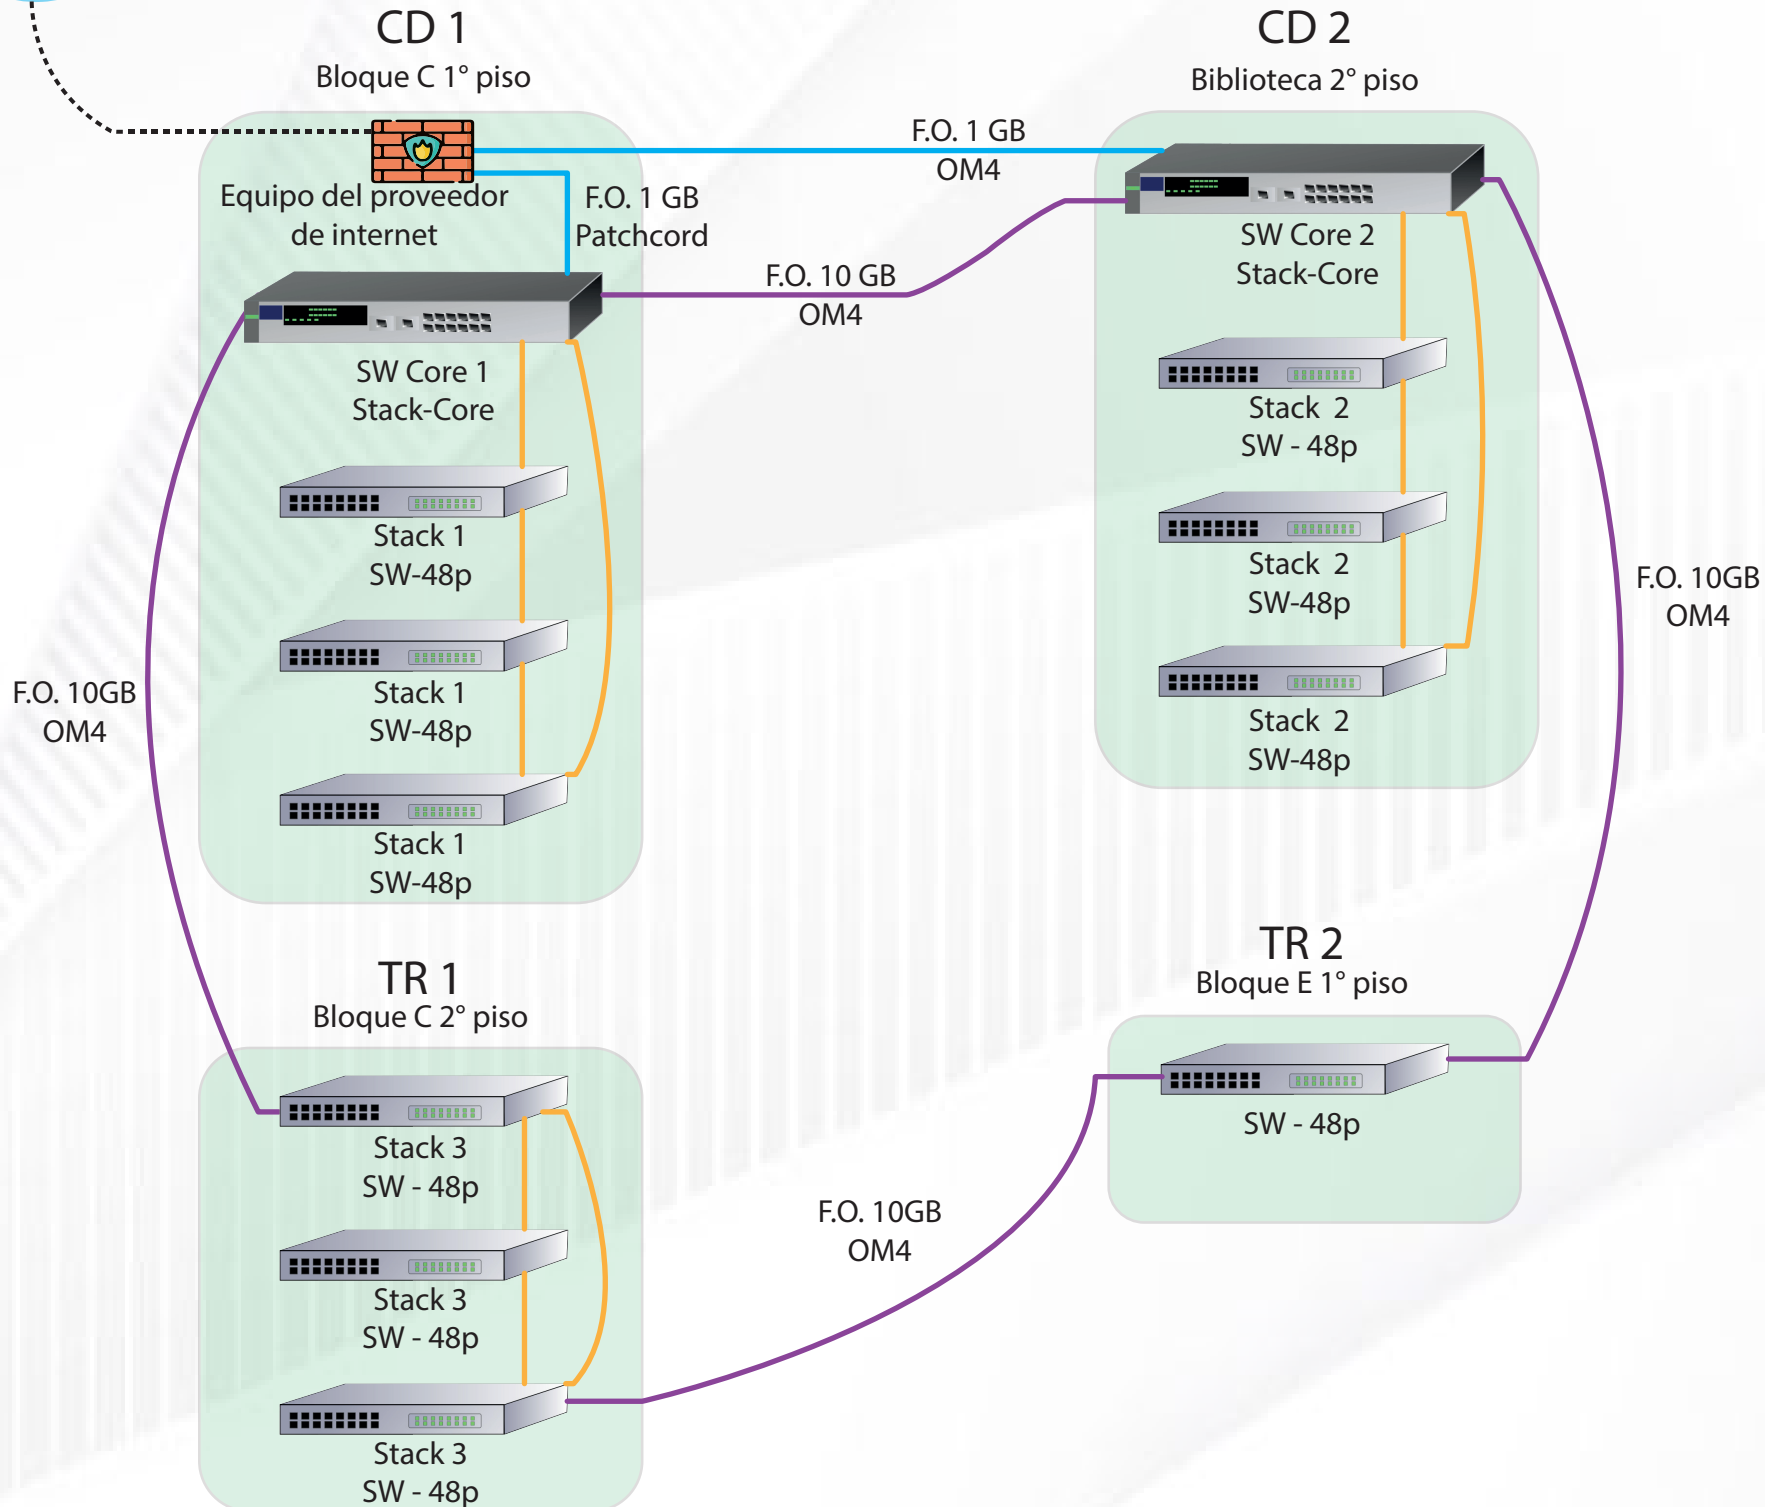 CD 1
Bloque C 1° piso
Equipo del proveedor
de internet
F.O. 1 GB
Patchcord
SW Core 1
Stack-Core
Stack 1
SW-48p
Stack 1
SW-48p
Stack 1
SW-48p
F.O. 10GB
OM4
F.O. 1 GB
OM4
F.O. 10 GB
OM4
CD 2
Biblioteca 2° piso
SW Core 2
Stack-Core
Stack 2
SW - 48p
Stack 2
SW-48p
Stack 2
SW-48p
F.O. 10GB
OM4
TR 1
Bloque C 2° piso
Stack 3
SW - 48p
Stack 3
SW - 48p
Stack 3
SW - 48p
F.O. 10GB
OM4
TR 2
Bloque E 1° piso
SW - 48p